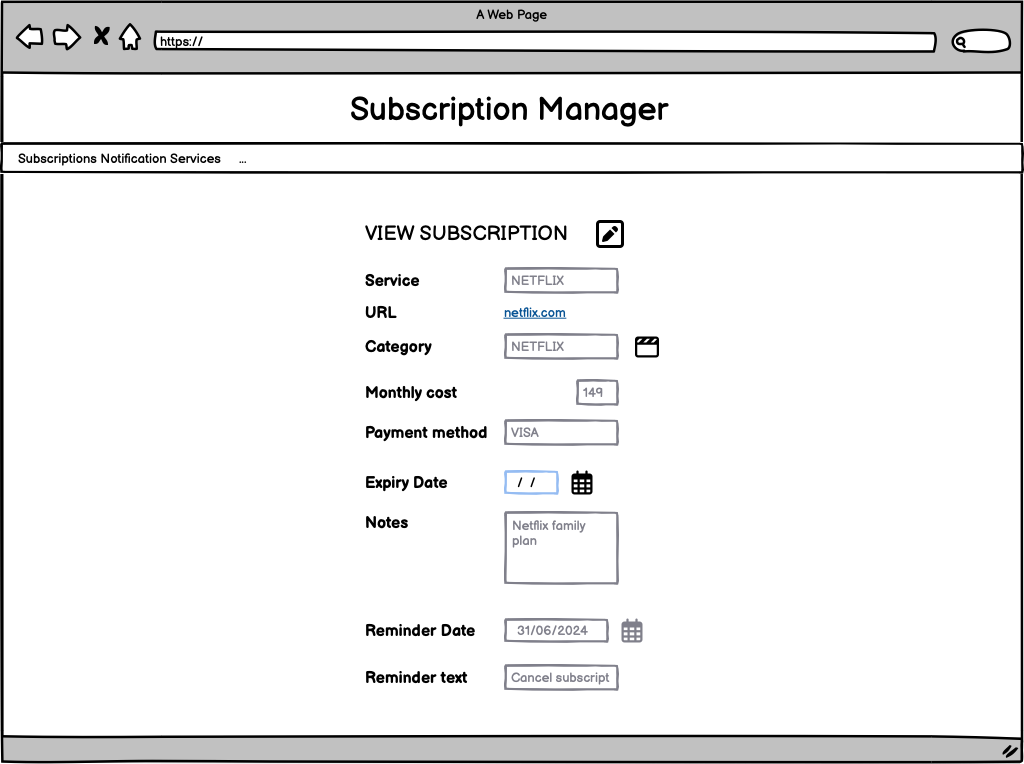 A Web Page
https://
Subscription Manager
Subscriptions Notification Services ...
VIEW SUBSCRIPTION
Service NETFLIX
URL netflix.com
Category NETFLIX
Monthly cost 149
Payment method VISA
Expiry Date / /
Notes Netflix family
plan
Reminder Date 31/06/2024
Reminder text Cancel subscript